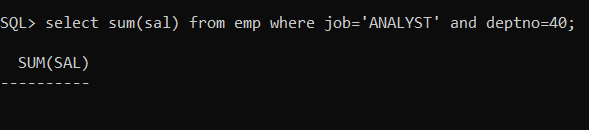 SQL> select sum(sal) from emp where job='ANALYST' and deptno=40;
SUM(SAL)
----------